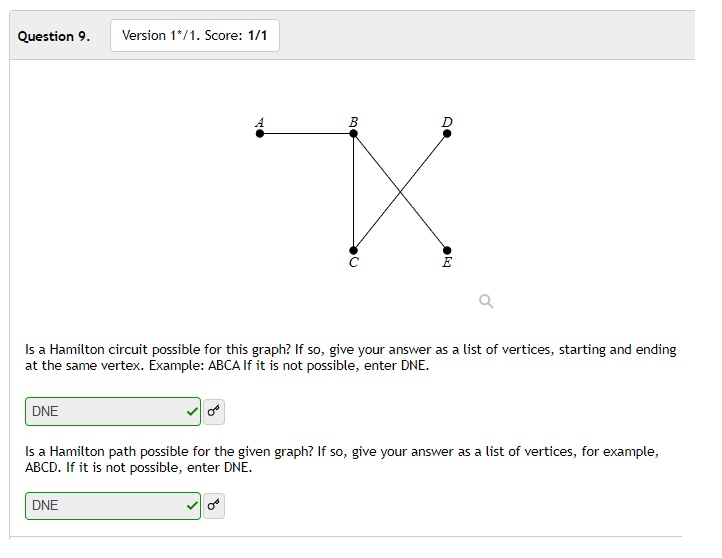 Question 9. Version 1*/1. Score: 1/1
A B D
C E
Is a Hamilton circuit possible for this graph? If so, give your answer as a list of vertices, starting and ending
at the same vertex. Example: ABCA If it is not possible, enter DNE.
DNE
Is a Hamilton path possible for the given graph? If so, give your answer as a list of vertices, for example,
ABCD. If it is not possible, enter DNE.
DNE